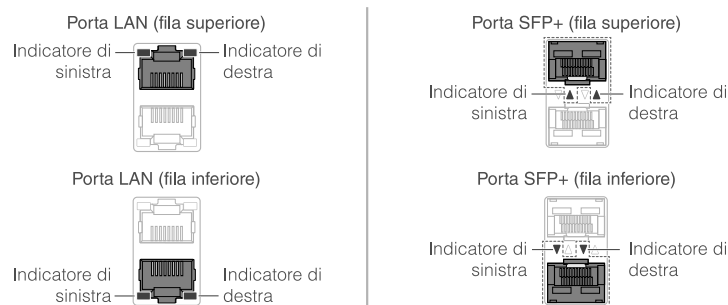 Porta LAN (fila superiore)
Indicatore di
sinistra
Indicatore di
destra
Porta LAN (fila inferiore)
Indicatore di
sinistra
Indicatore di
destra
Porta SFP+ (fila superiore)
Indicatore di
sinistra
Indicatore di
destra
Porta SFP+ (fila inferiore)
Indicatore di
sinistra
Indicatore di
destra